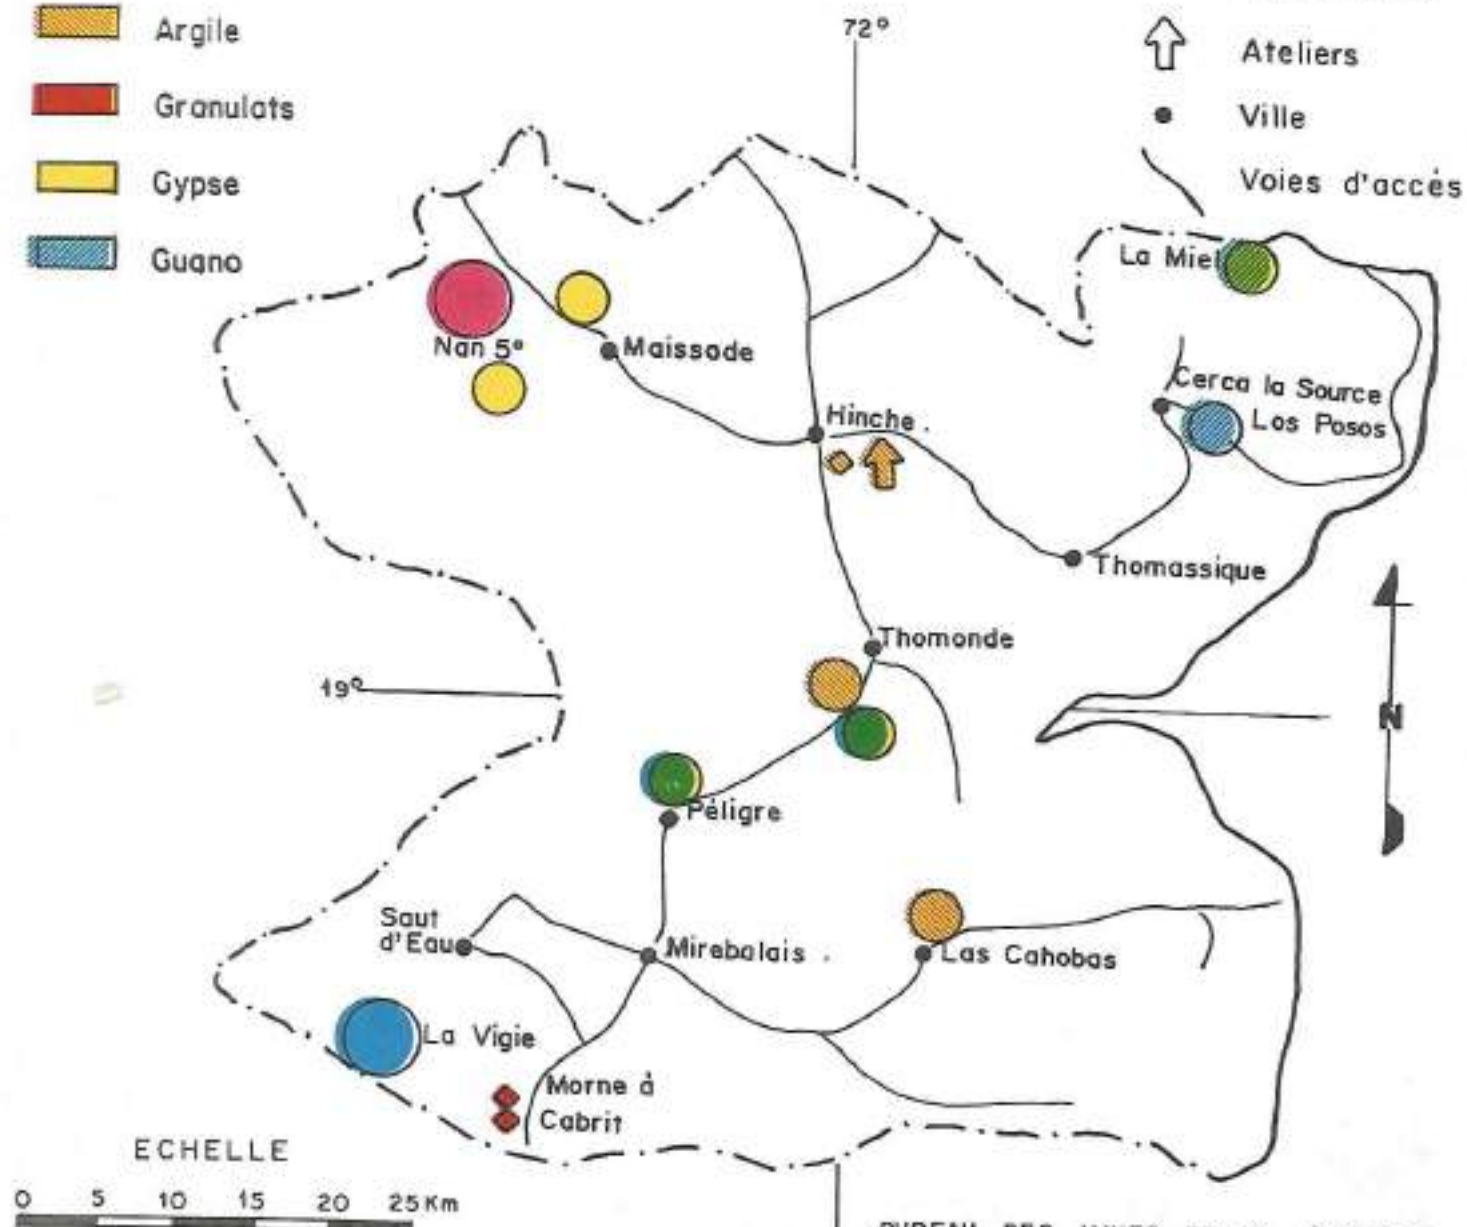 Argile
Granulats
Gypse
Guano
72°
Ateliers
Ville
Voies d'accés
La Miel
Nan 5°
Maissade
Cerca la Source
Los Posos
Hinche
Thomassique
Thomonde
19°
N
Péligre
Saut
d'Eau
Mirebalais
Las Cahobas
La Vigie
Morne à
Cabrit
ECHELLE
0 5 10 15 20 25 Km